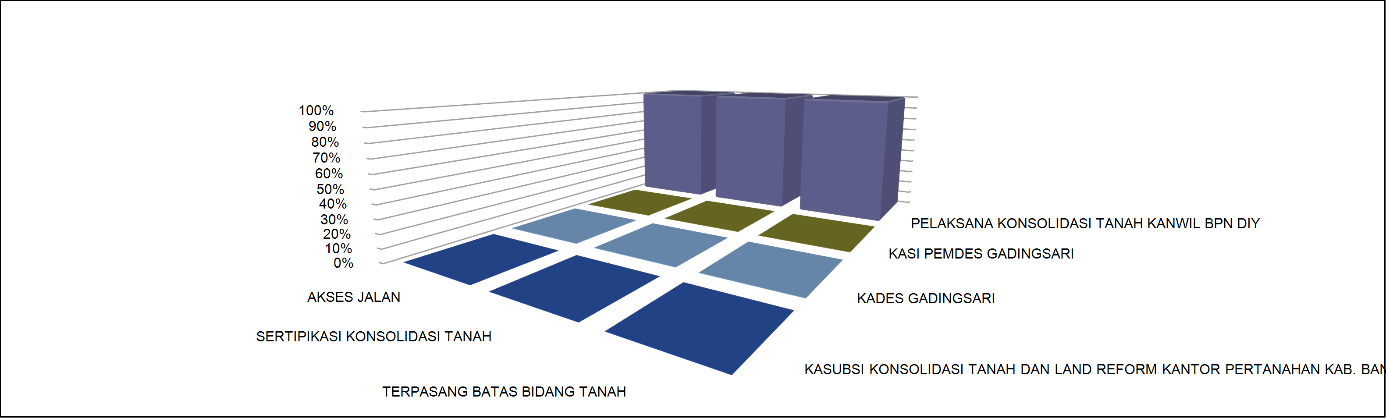 100%
90%
80%
70%
60%
50%
40%
30%
20%
10%
0%
PELAKSANA KONSOLIDASI TANAH KANWIL BPN DIY
KASI PEMDES GADINGSARI
KADES GADINGSARI
AKSES JALAN
SERTIPIKASI KONSOLIDASI TANAH
KASUBSI KONSOLIDASI TANAH DAN LAND REFORM KANTOR PERTANAHAN KAB. BAN
TERPASANG BATAS BIDANG TANAH